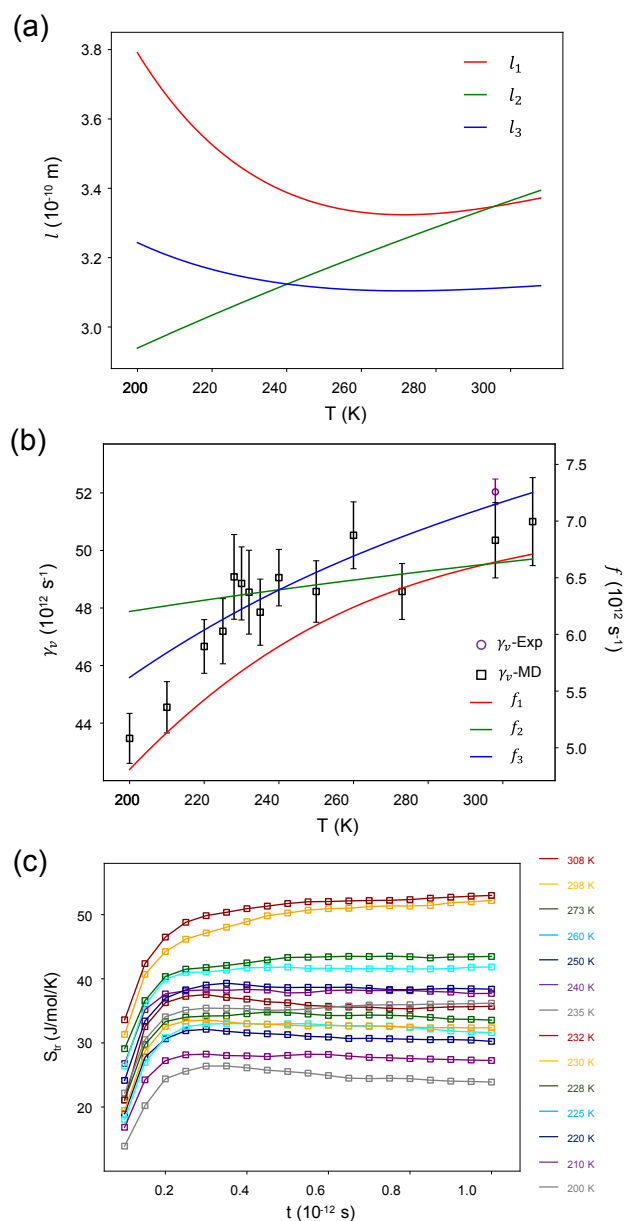 (a)
3.8
3.6
3.4
3.2
3.0
l (10⁻¹⁰ m)
l₁
l₂
l₃
200
220
240
260
280
300
T (K)
(b)
52
50
48
46
44
γᵥ (10¹² s⁻¹)
7.5
7.0
6.5
6.0
5.5
5.0
f (10¹² s⁻¹)
γᵥ-Exp
γᵥ-MD
f₁
f₂
f₃
200
220
240
260
280
300
T (K)
(c)
50
40
30
20
Sₜᵣ (J/mol/K)
0.2
0.4
0.6
0.8
1.0
t (10⁻¹² s)
308 K
298 K
273 K
260 K
250 K
240 K
235 K
232 K
230 K
228 K
225 K
220 K
210 K
200 K